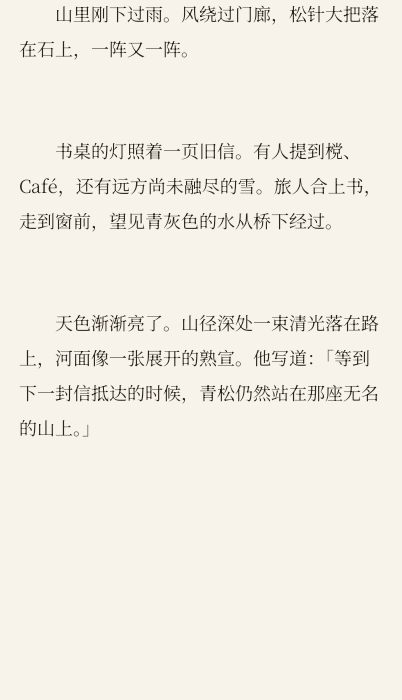 山里刚下过雨。风绕过门廊，松针大把落
在石上，一阵又一阵。
书桌的灯照着一页旧信。有人提到㭻、
Café，还有远方尚未融尽的雪。旅人合上书，
走到窗前，望见青灰色的水从桥下经过。
天色渐渐亮了。山径深处一束清光落在路
上，河面像一张展开的熟宣。他写道：「等到
下一封信抵达的时候，青松仍然站在那座无名
的山上。」